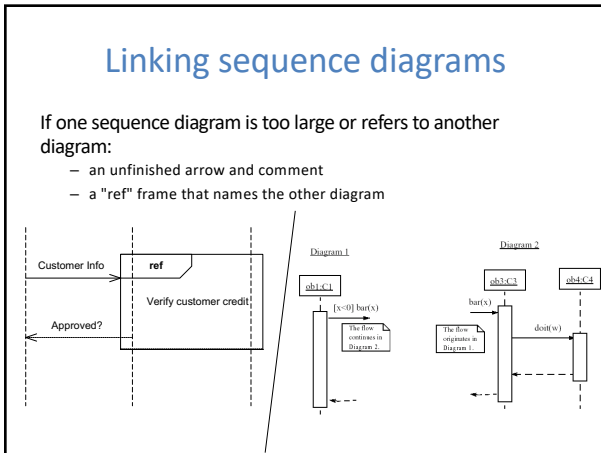 Linking sequence diagrams
If one sequence diagram is too large or refers to another
diagram:
– an unfinished arrow and comment
– a "ref" frame that names the other diagram
Customer Info
ref
Verify customer credit
Approved?
Diagram 1
ob1:C1
[x<0] bar(x)
The flow
continues in
Diagram 2.
Diagram 2
ob3:C3
ob4:C4
bar(x)
The flow
originates in
Diagram 1.
doit(w)